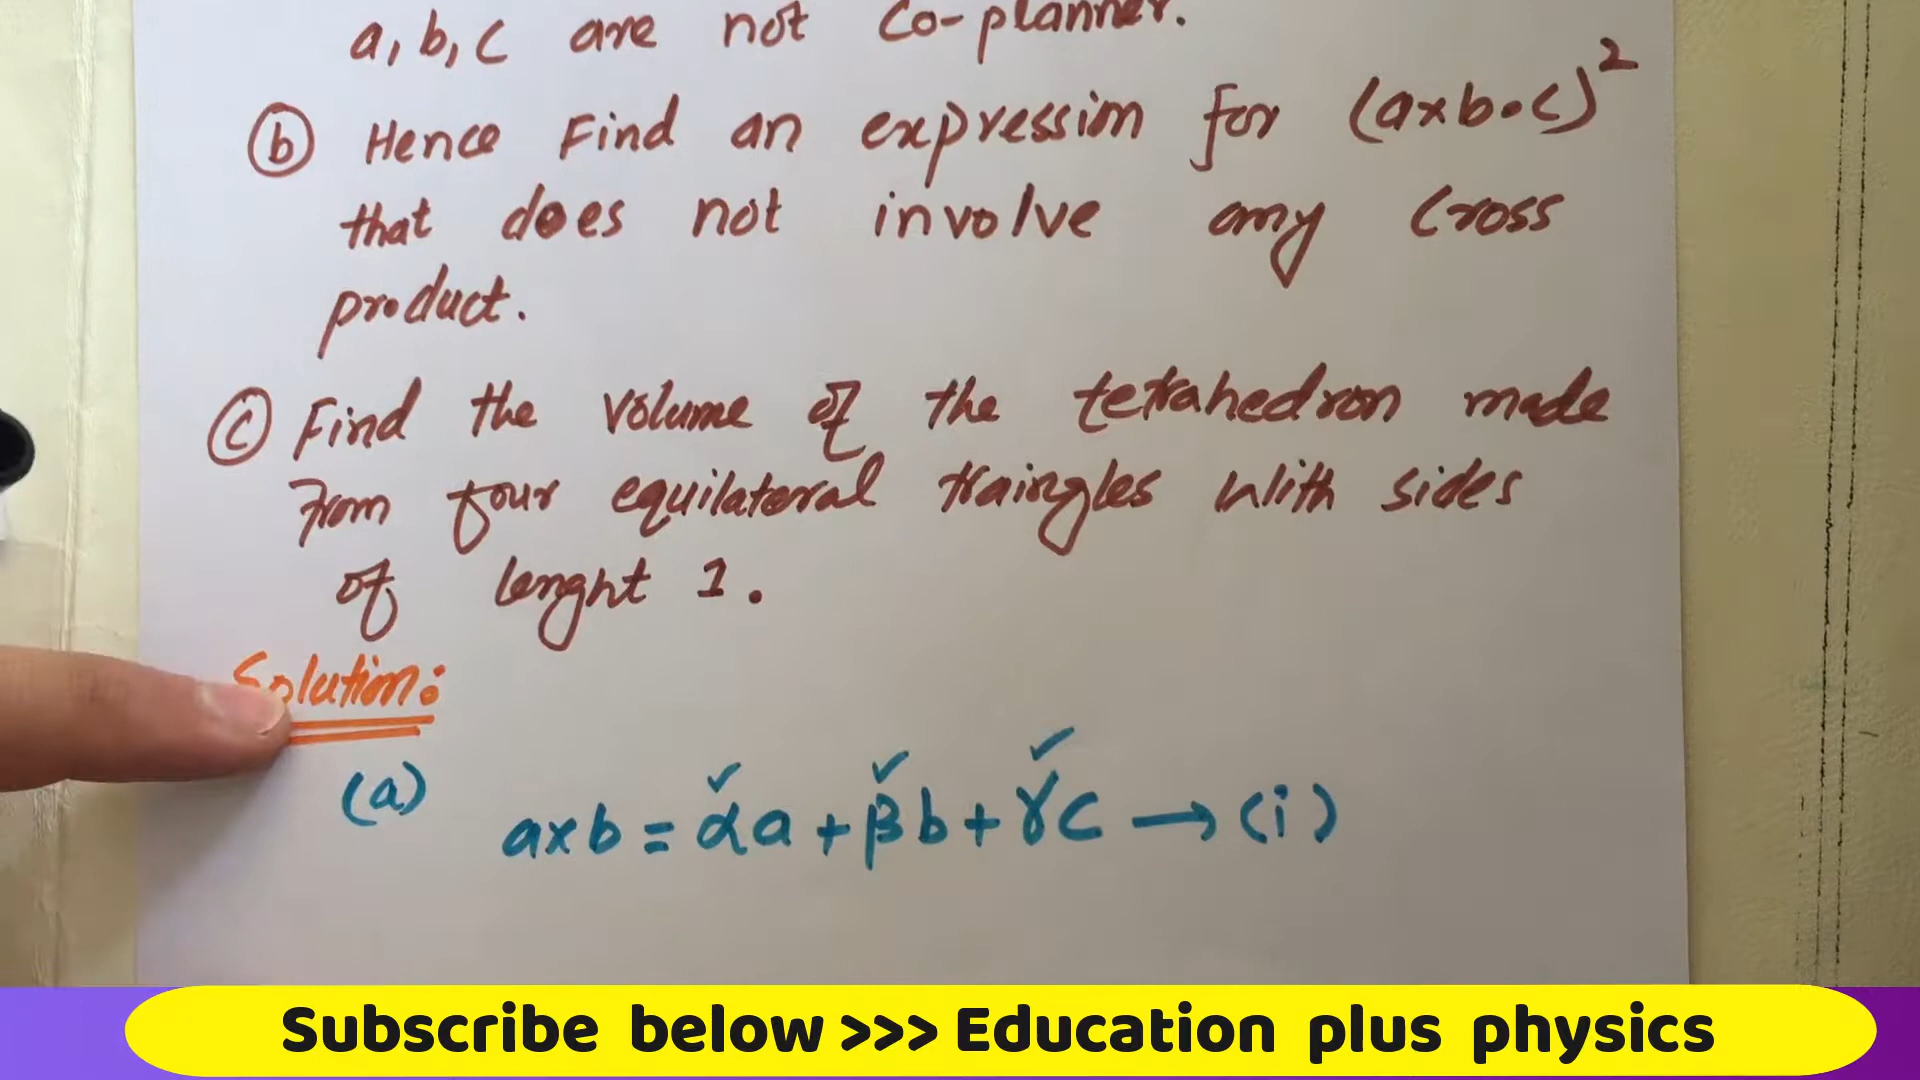 a, b, c are not Co-planner.
(b) Hence Find an expression for (a×b•c)²
that does not involve any Cross
product.
(c) Find the volume of the tetrahedron made
From four equilateral traingles with sides
of lenght 1.
Solution:
(a) a×b = αa + βb + γc → (i)
Subscribe below >>> Education plus physics